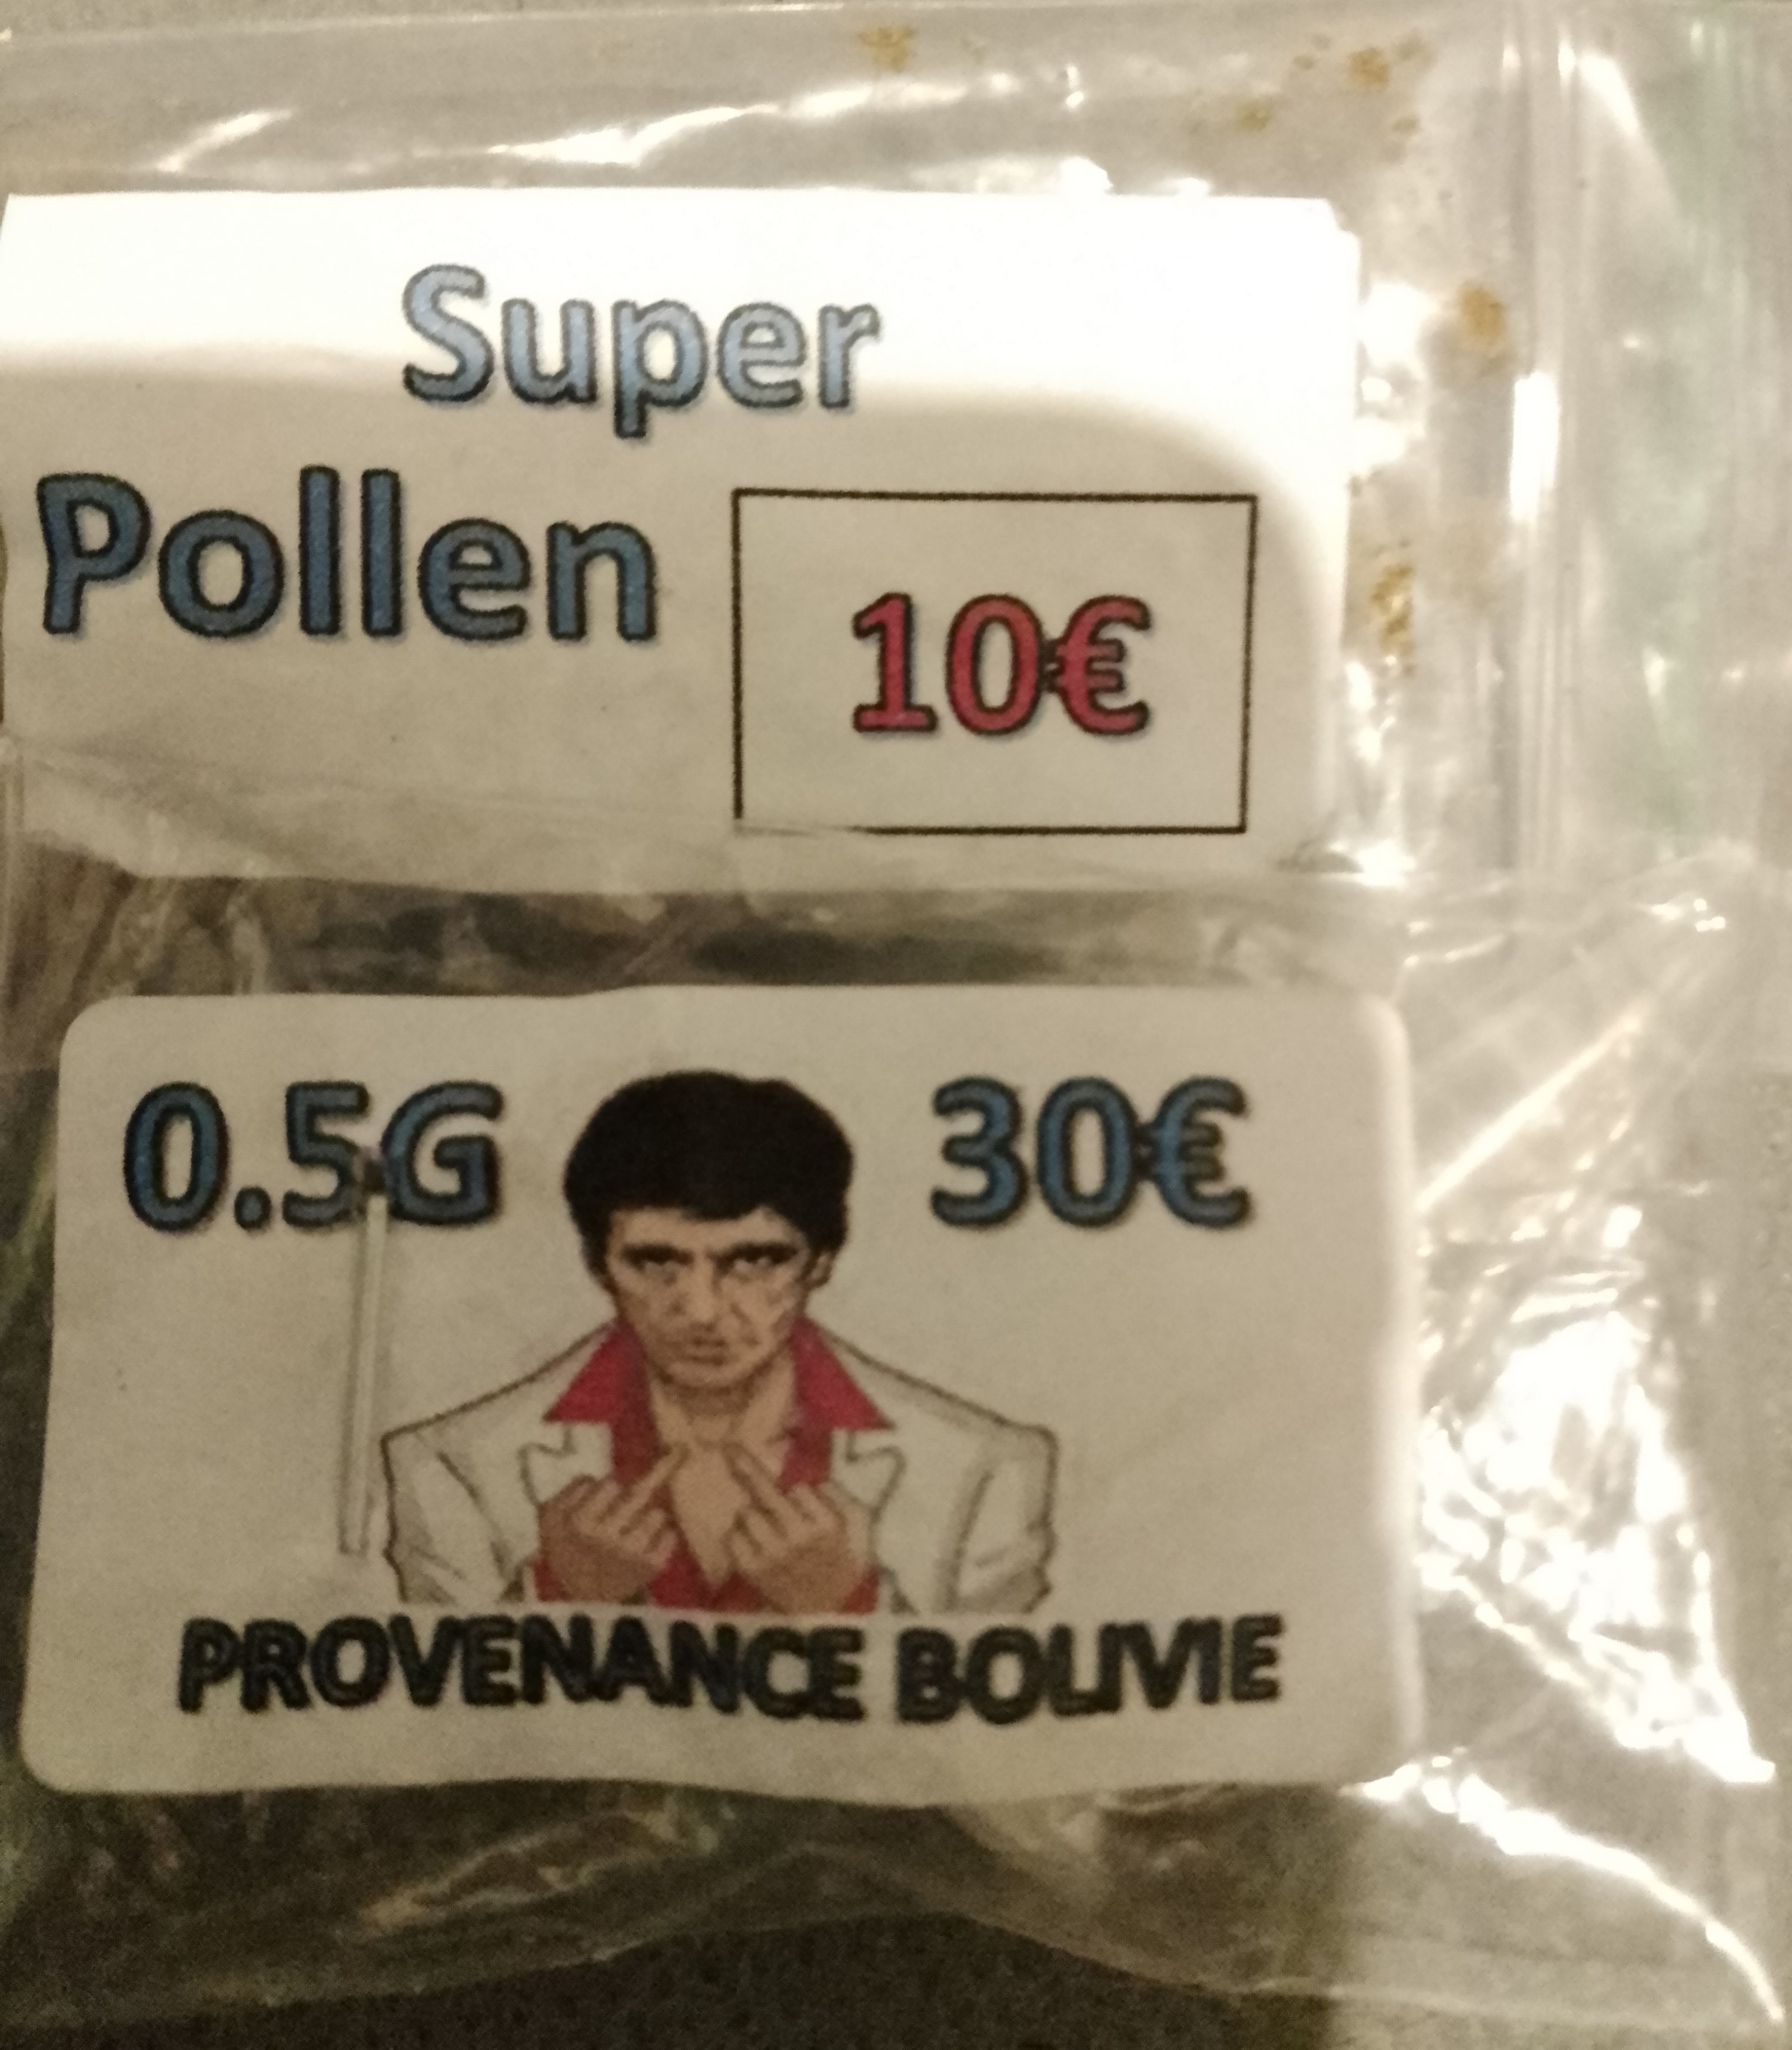 Super
Pollen
10€
0.5G 30€
PROVENANCE BOLIVIE